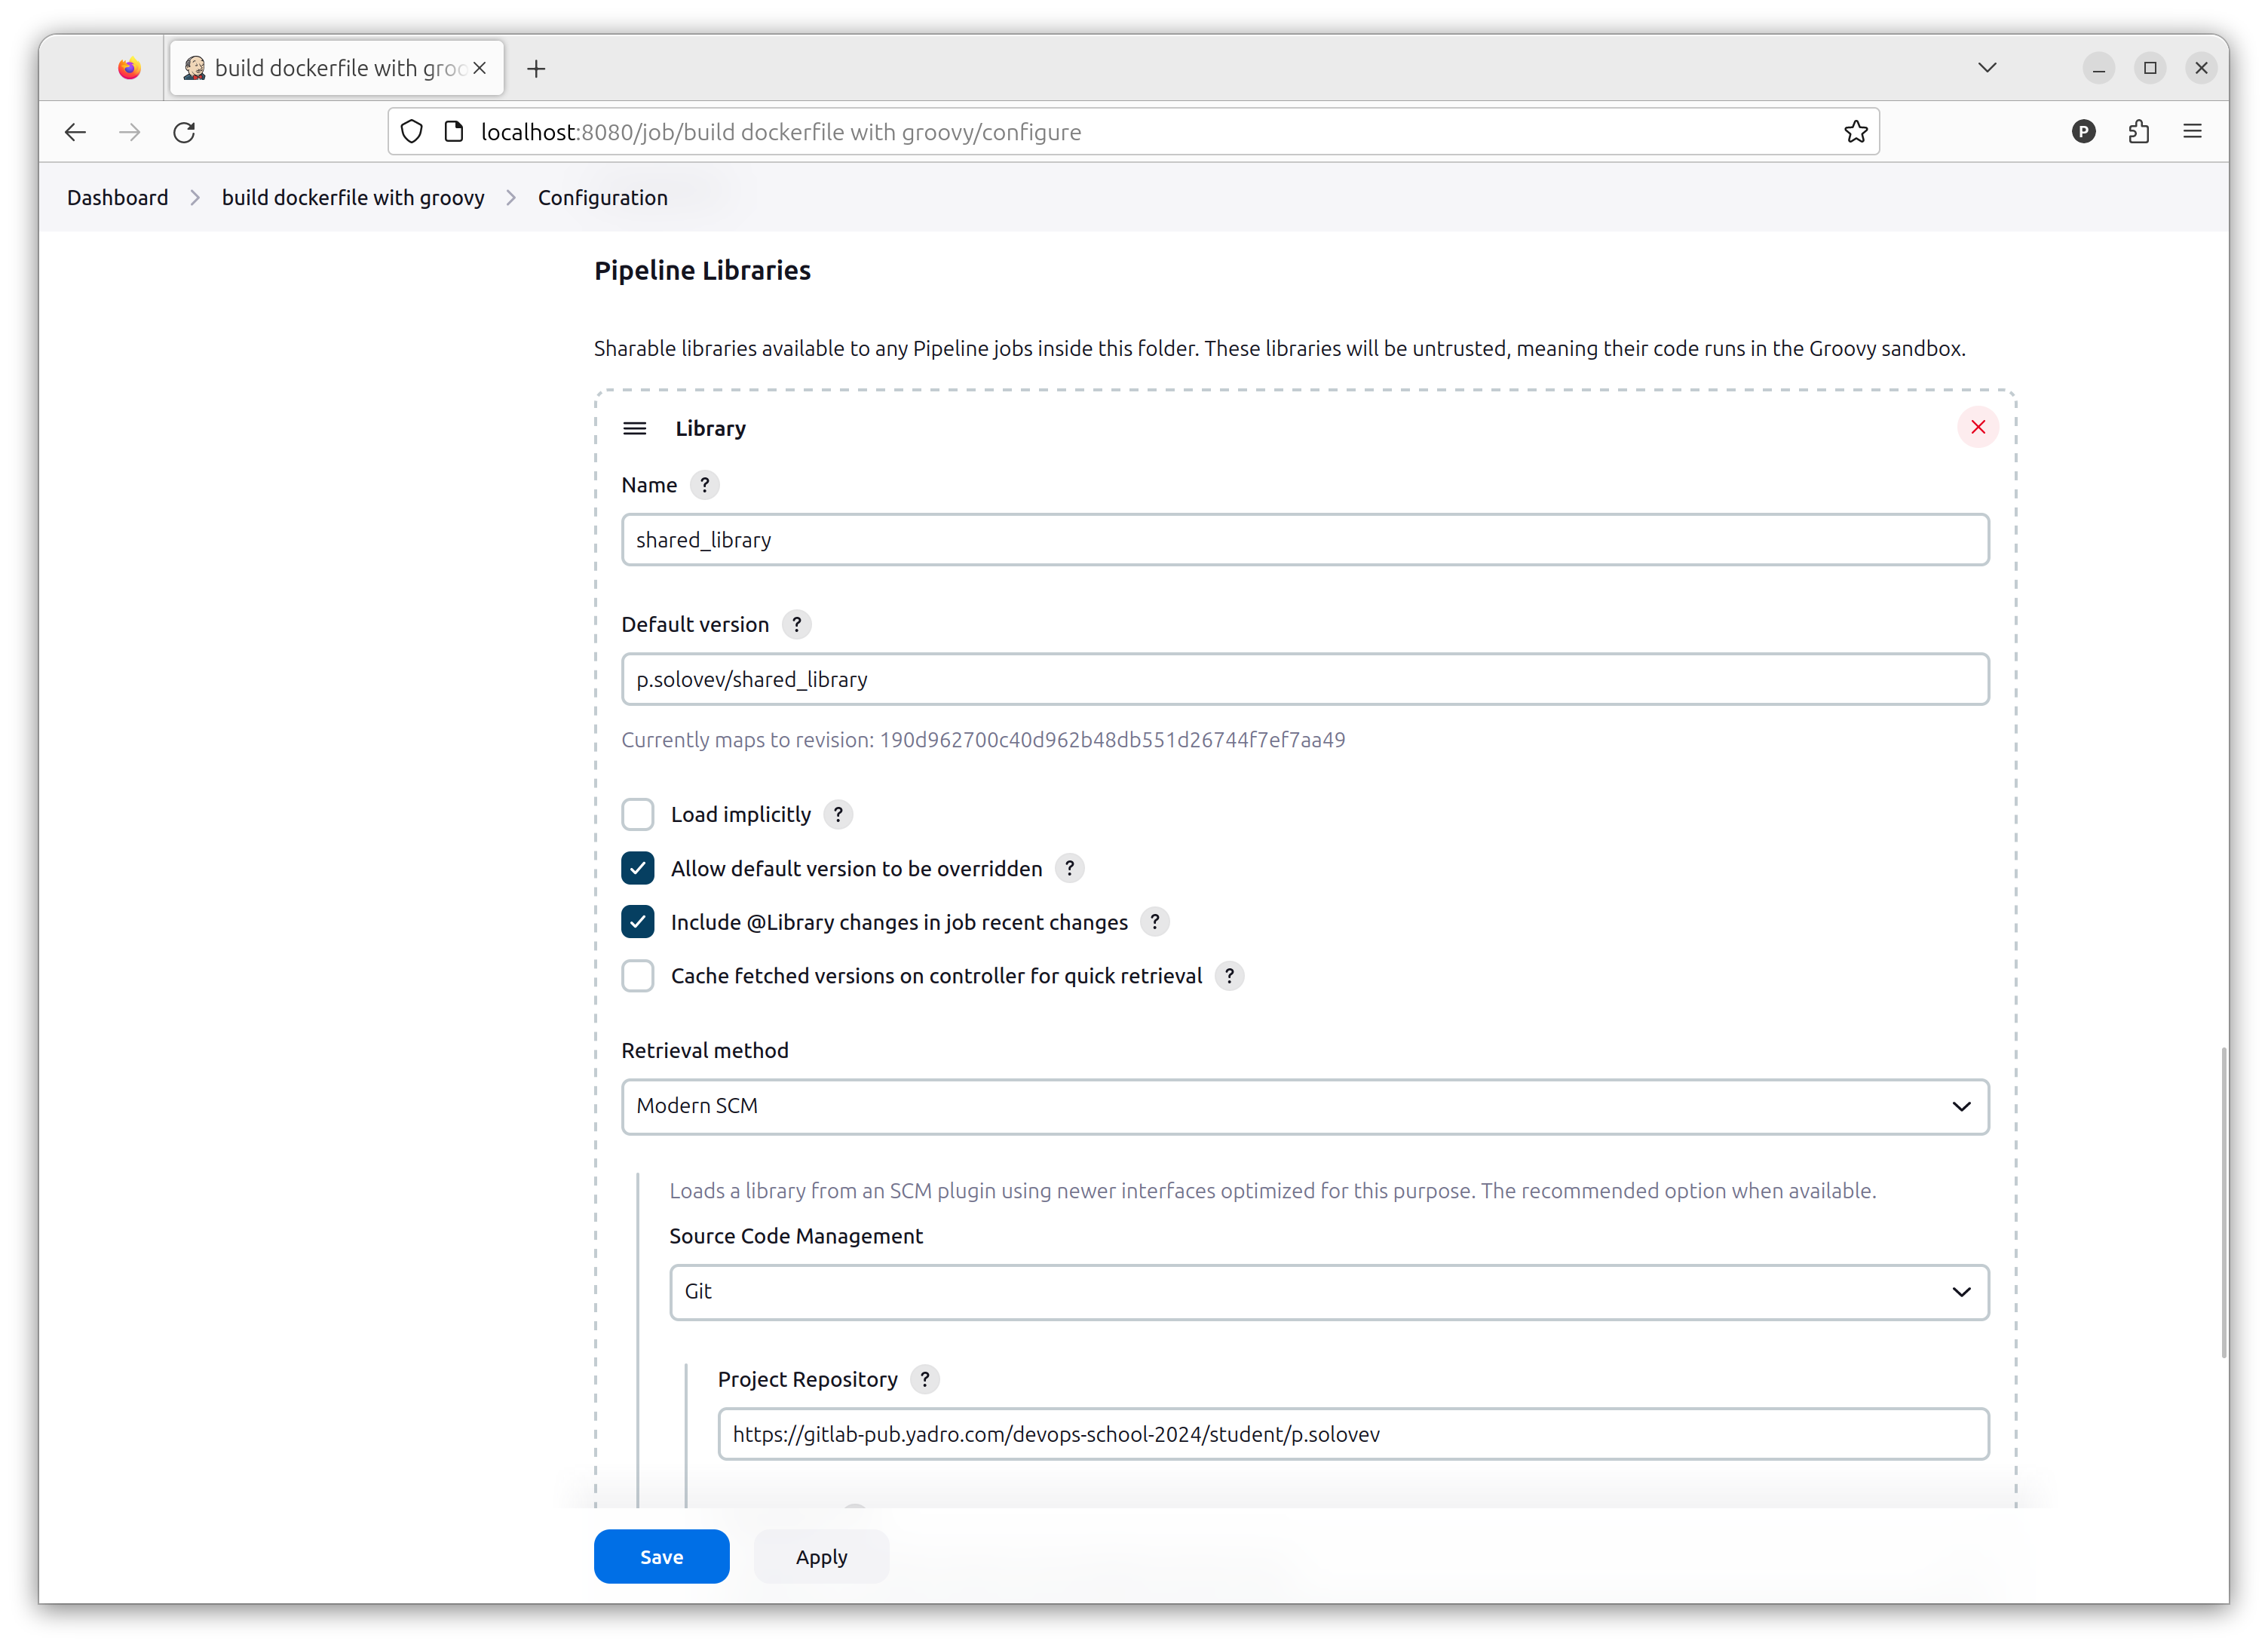 build dockerfile with groo
localhost:8080/job/build dockerfile with groovy/configure
P
Dashboard > build dockerfile with groovy > Configuration
Pipeline Libraries
Sharable libraries available to any Pipeline jobs inside this folder. These libraries will be untrusted, meaning their code runs in the Groovy sandbox.
Library
Name ?
shared_library
Default version ?
p.solovev/shared_library
Currently maps to revision: 190d962700c40d962b48db551d26744f7ef7aa49
Load implicitly ?
Allow default version to be overridden ?
Include @Library changes in job recent changes ?
Cache fetched versions on controller for quick retrieval ?
Retrieval method
Modern SCM
Loads a library from an SCM plugin using newer interfaces optimized for this purpose. The recommended option when available.
Source Code Management
Git
Project Repository ?
https://gitlab-pub.yadro.com/devops-school-2024/student/p.solovev
Save Apply